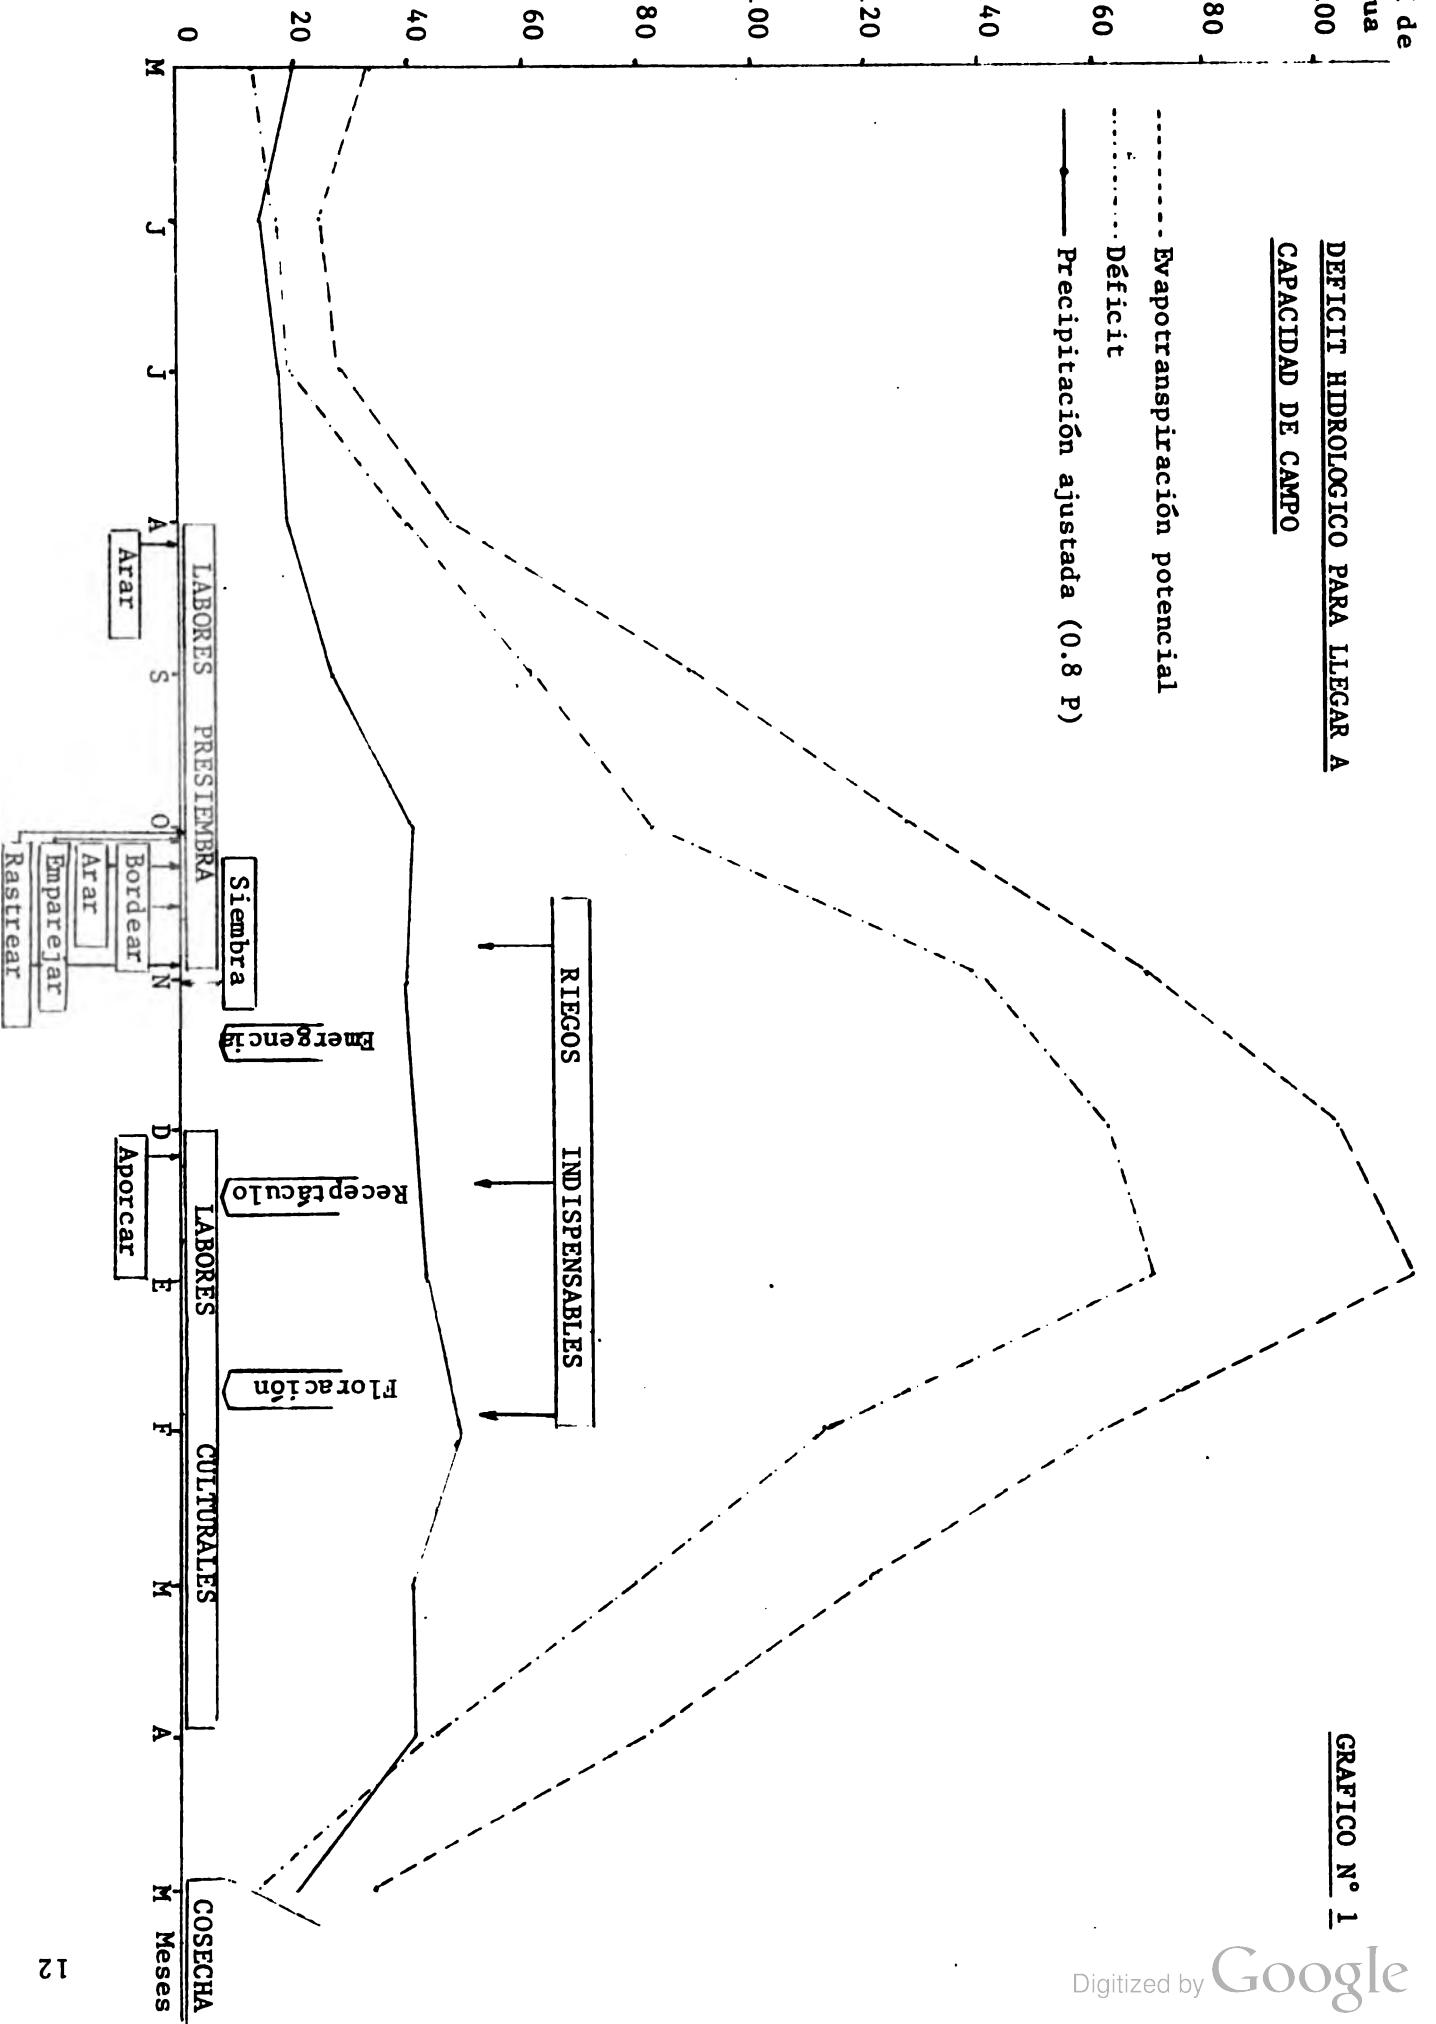 GRAFICO N° 1
DEFICIT HIDROLOGICO PARA LLEGAR A
CAPACIDAD DE CAMPO
Evapotranspiración potencial
Déficit
Precipitación ajustada (0.8 P)
de
ua
00
80
60
40
20
00
80
60
40
20
0
RIEGOS INDISPENSABLES
Emergencia
Receptáculo
Floración
Siembra
LABORES PRESIEMBRA
LABORES CULTURALES
COSECHA
M J J A S O N D E F M A M Meses
Arar
Bordear
Arar
Emparejar
Rastrear
Aporcar
12
Digitized by Google